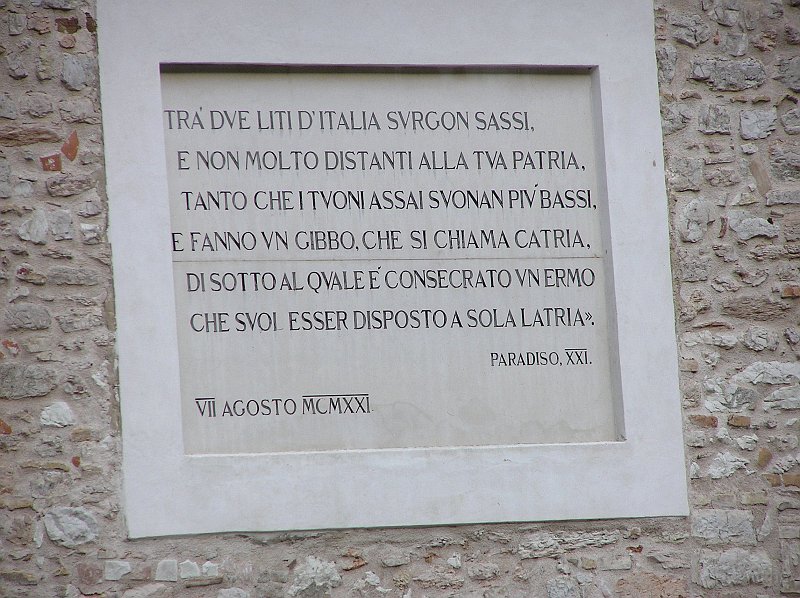 TRA' DVE LITI D'ITALIA SVRGON SASSI,
E NON MOLTO DISTANTI ALLA TVA PATRIA,
TANTO CHE I TVONI ASSAI SVONAN PIV' BASSI,
E FANNO VN GIBBO, CHE SI CHIAMA CATRIA,
DI SOTTO AL QVALE E' CONSECRATO VN ERMO
CHE SVOL ESSER DISPOSTO A SOLA LATRIA».
PARADISO, XXI.
VII AGOSTO MCMXXI.